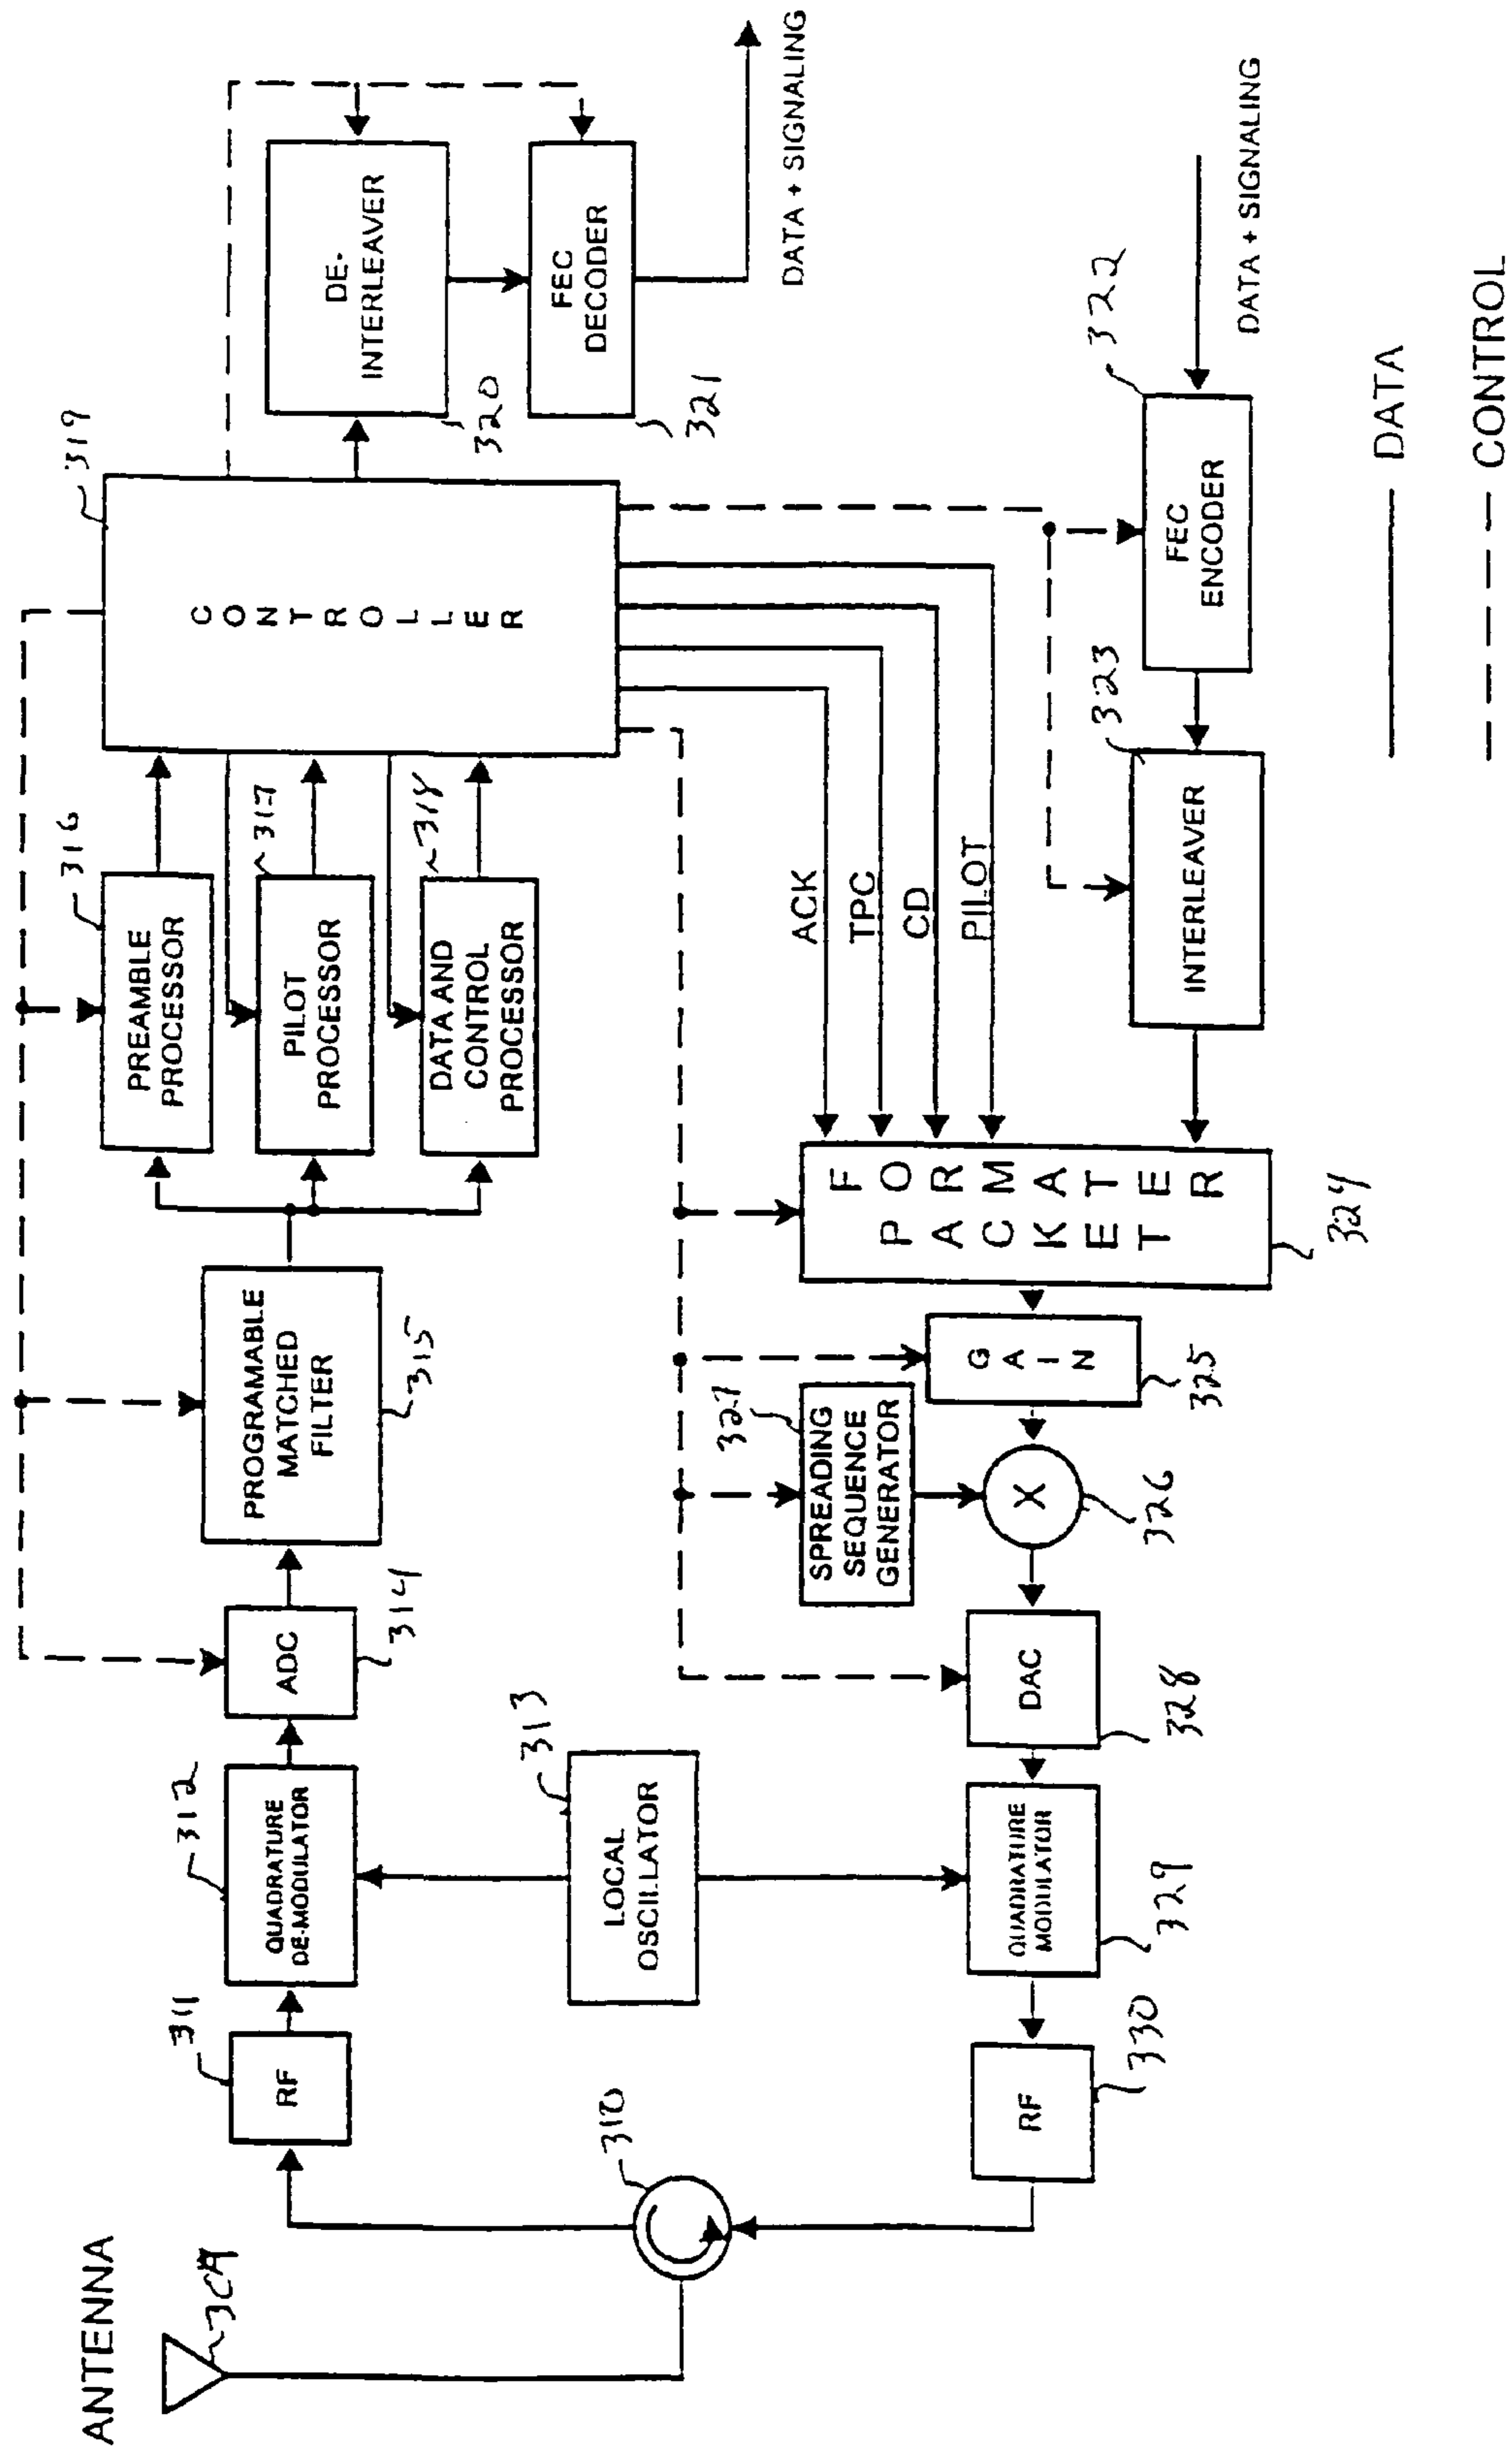 ANTENNA
309
310
RF
311
QUADRATURE
DE-MODULATOR
312
LOCAL
OSCILLATOR
313
ADC
314
PROGRAMABLE
MATCHED
FILTER
315
PREAMBLE
PROCESSOR
316
PILOT
PROCESSOR
317
DATA AND
CONTROL
PROCESSOR
318
CONTROLLER
319
DE-
INTERLEAVER
320
FEC
DECODER
321
DATA + SIGNALING
ACK
TPC
CD
PILOT
DATA + SIGNALING
FEC
ENCODER
322
INTERLEAVER
323
PACKET
FORMATER
324
GAIN
325
X
326
SPREADING
SEQUENCE
GENERATOR
327
DAC
328
QUADRATURE
MODULATOR
329
RF
330
DATA
CONTROL